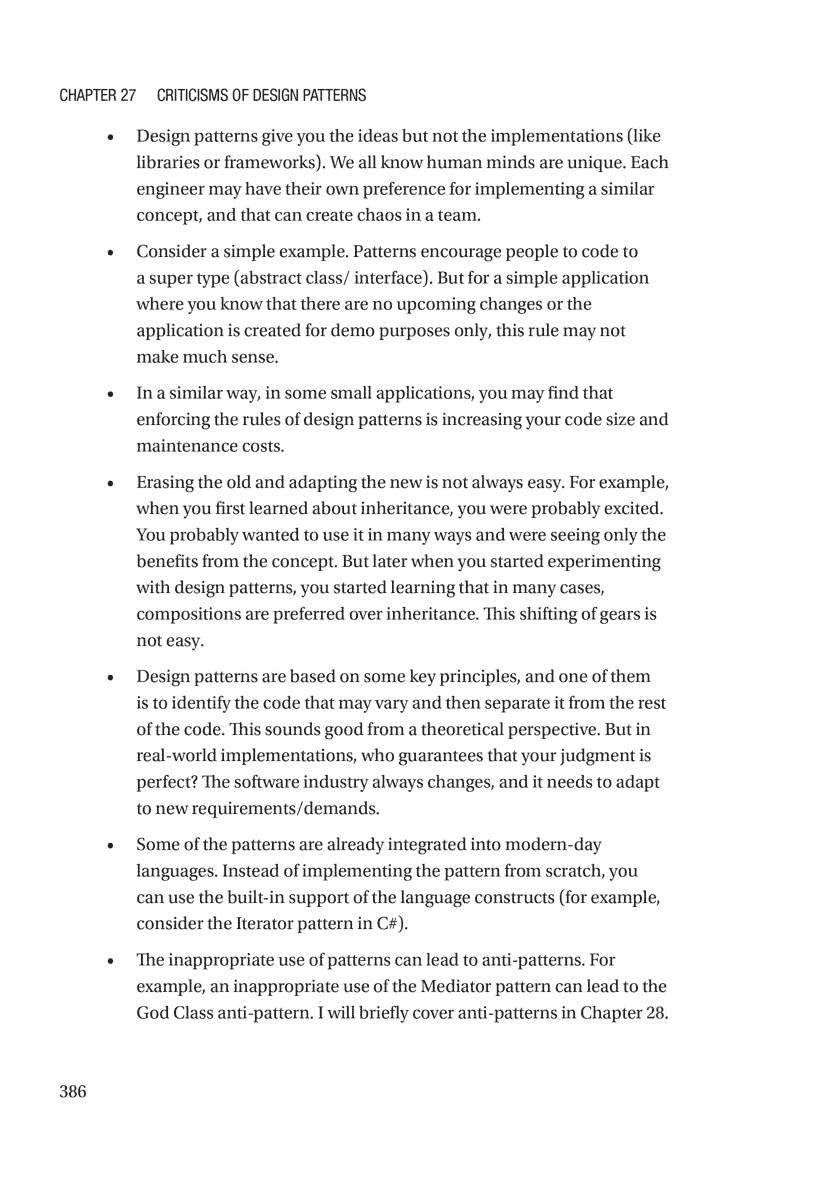 CHAPTER 27 CRITICISMS OF DESIGN PATTERNS
• Design patterns give you the ideas but not the implementations (like
libraries or frameworks). We all know human minds are unique. Each
engineer may have their own preference for implementing a similar
concept, and that can create chaos in a team.
• Consider a simple example. Patterns encourage people to code to
a super type (abstract class/ interface). But for a simple application
where you know that there are no upcoming changes or the
application is created for demo purposes only, this rule may not
make much sense.
• In a similar way, in some small applications, you may find that
enforcing the rules of design patterns is increasing your code size and
maintenance costs.
• Erasing the old and adapting the new is not always easy. For example,
when you first learned about inheritance, you were probably excited.
You probably wanted to use it in many ways and were seeing only the
benefits from the concept. But later when you started experimenting
with design patterns, you started learning that in many cases,
compositions are preferred over inheritance. This shifting of gears is
not easy.
• Design patterns are based on some key principles, and one of them
is to identify the code that may vary and then separate it from the rest
of the code. This sounds good from a theoretical perspective. But in
real-world implementations, who guarantees that your judgment is
perfect? The software industry always changes, and it needs to adapt
to new requirements/demands.
• Some of the patterns are already integrated into modern-day
languages. Instead of implementing the pattern from scratch, you
can use the built-in support of the language constructs (for example,
consider the Iterator pattern in C#).
• The inappropriate use of patterns can lead to anti-patterns. For
example, an inappropriate use of the Mediator pattern can lead to the
God Class anti-pattern. I will briefly cover anti-patterns in Chapter 28.
386